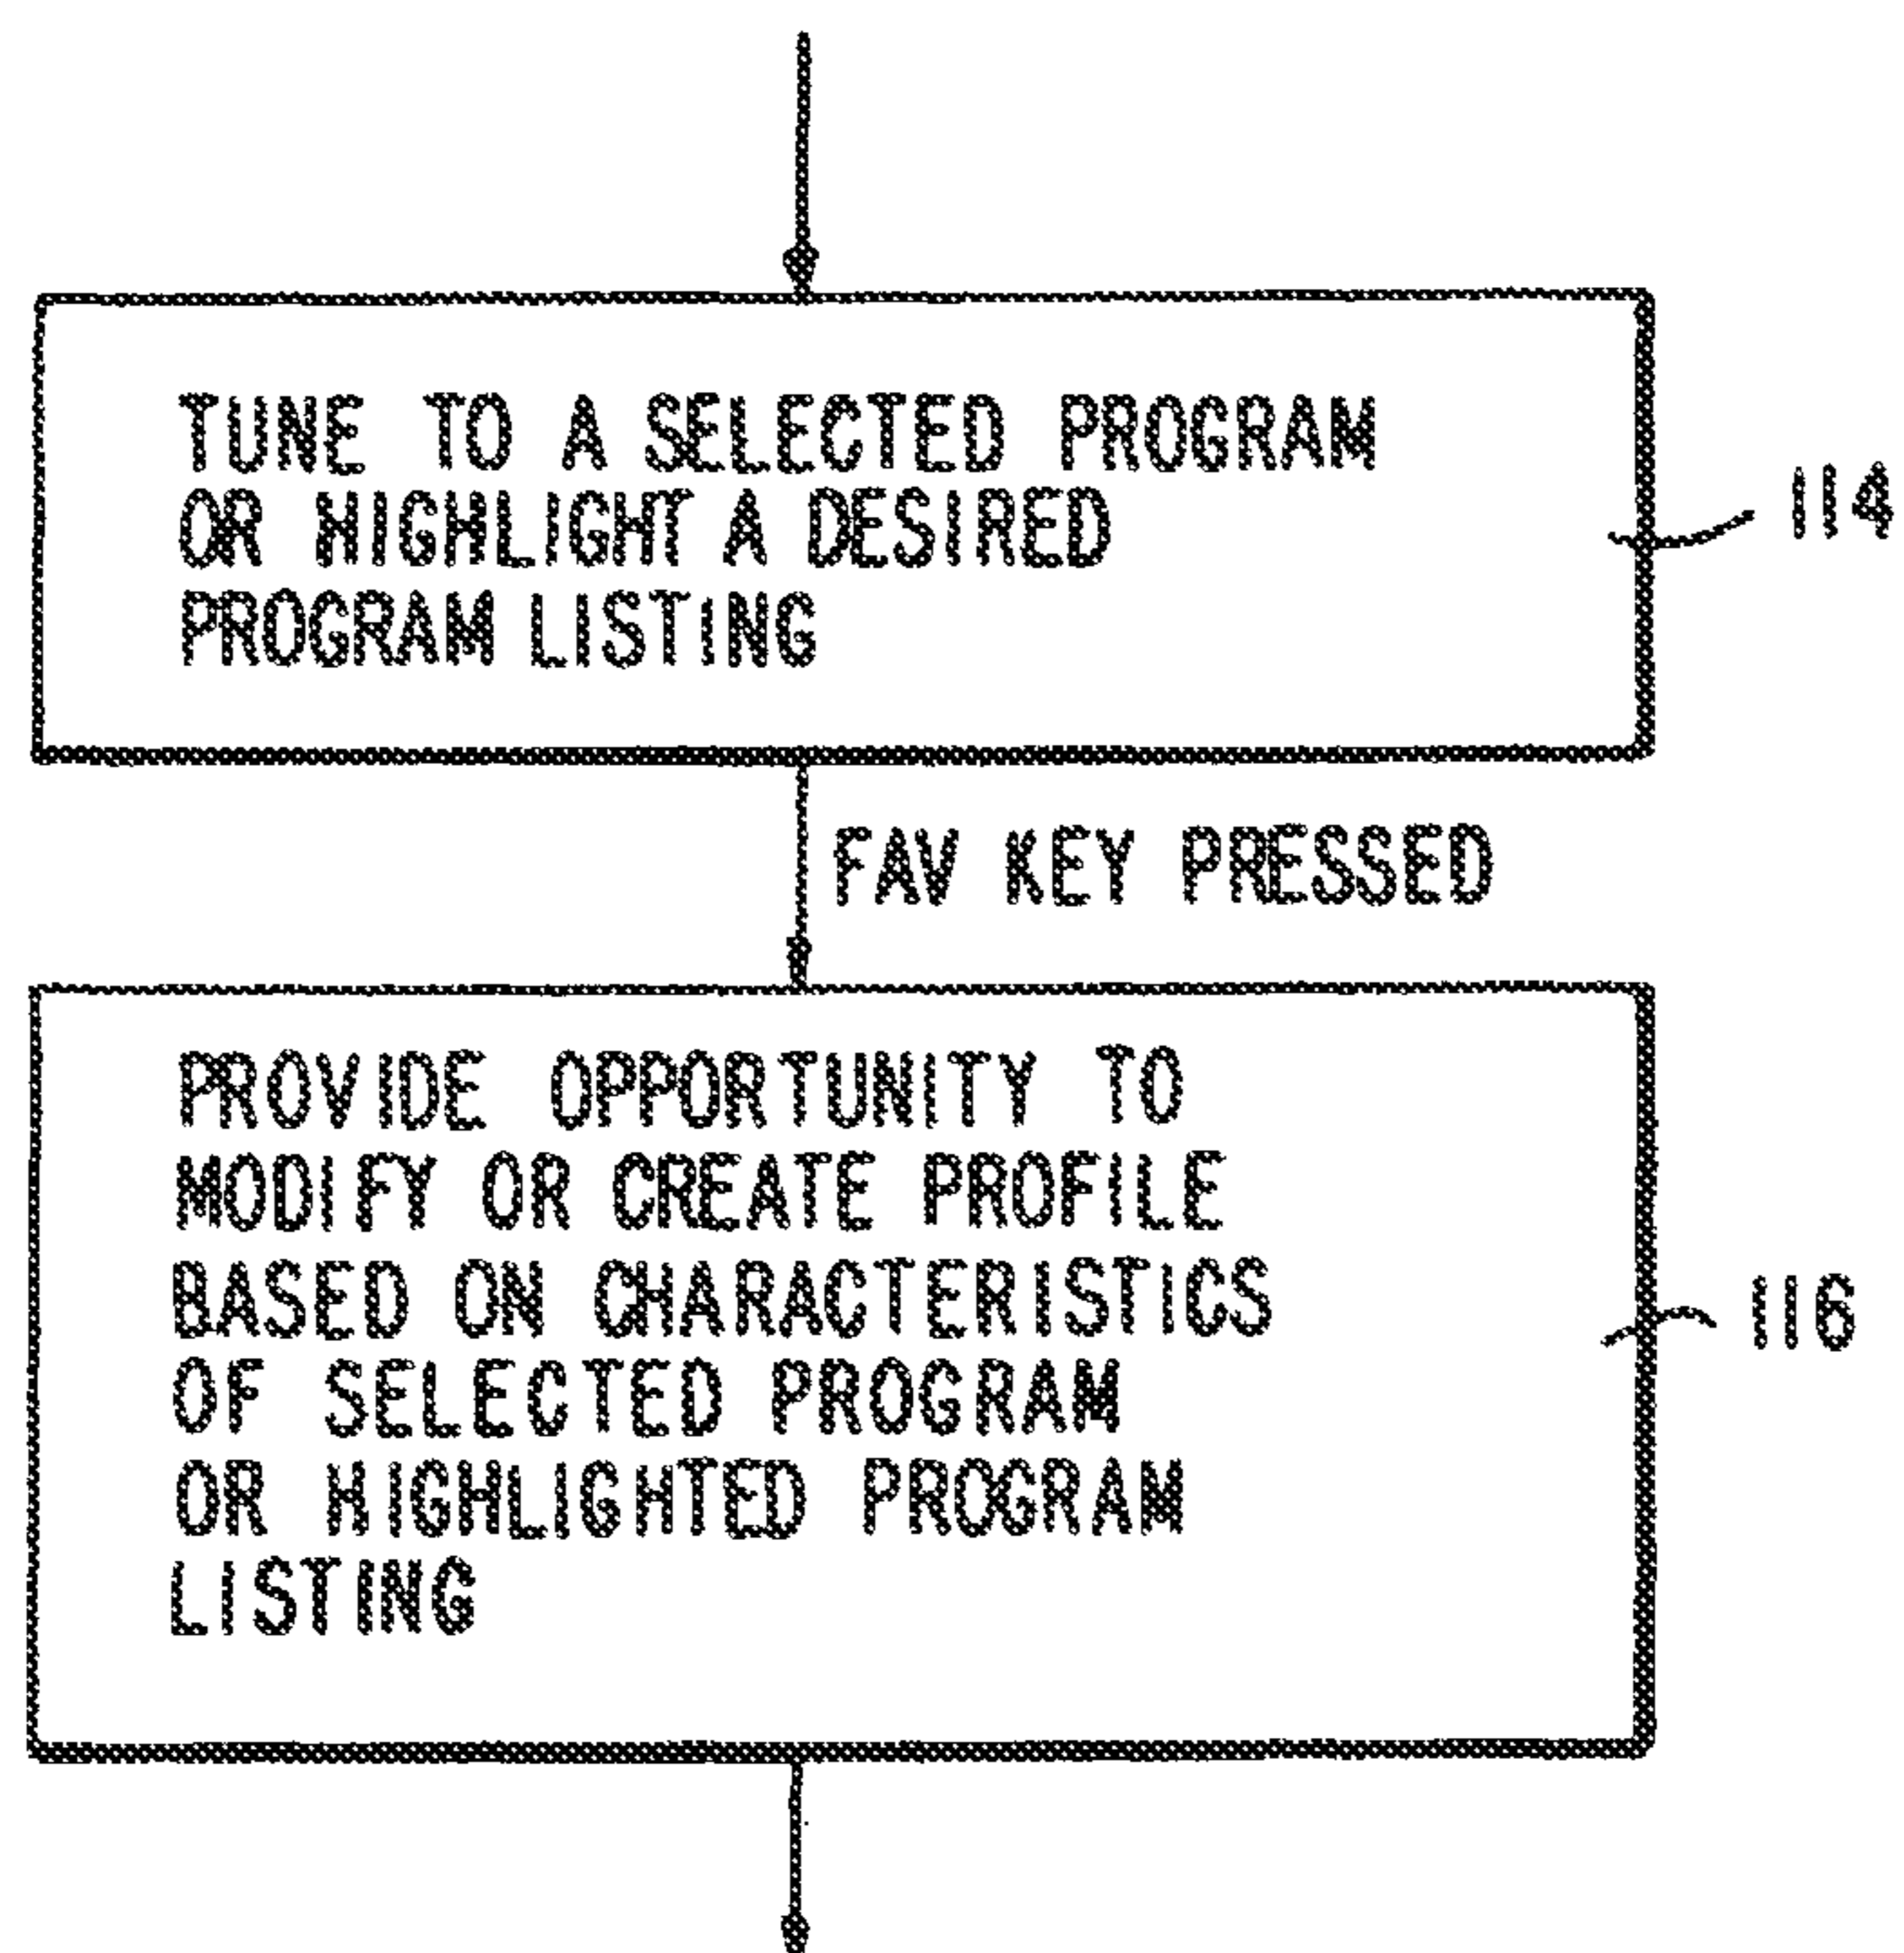 TUNE TO A SELECTED PROGRAM
OR HIGHLIGHT A DESIRED
PROGRAM LISTING
114
FAV KEY PRESSED
PROVIDE OPPORTUNITY TO
MODIFY OR CREATE PROFILE
BASED ON CHARACTERISTICS
OF SELECTED PROGRAM
OR HIGHLIGHTED PROGRAM
LISTING
116